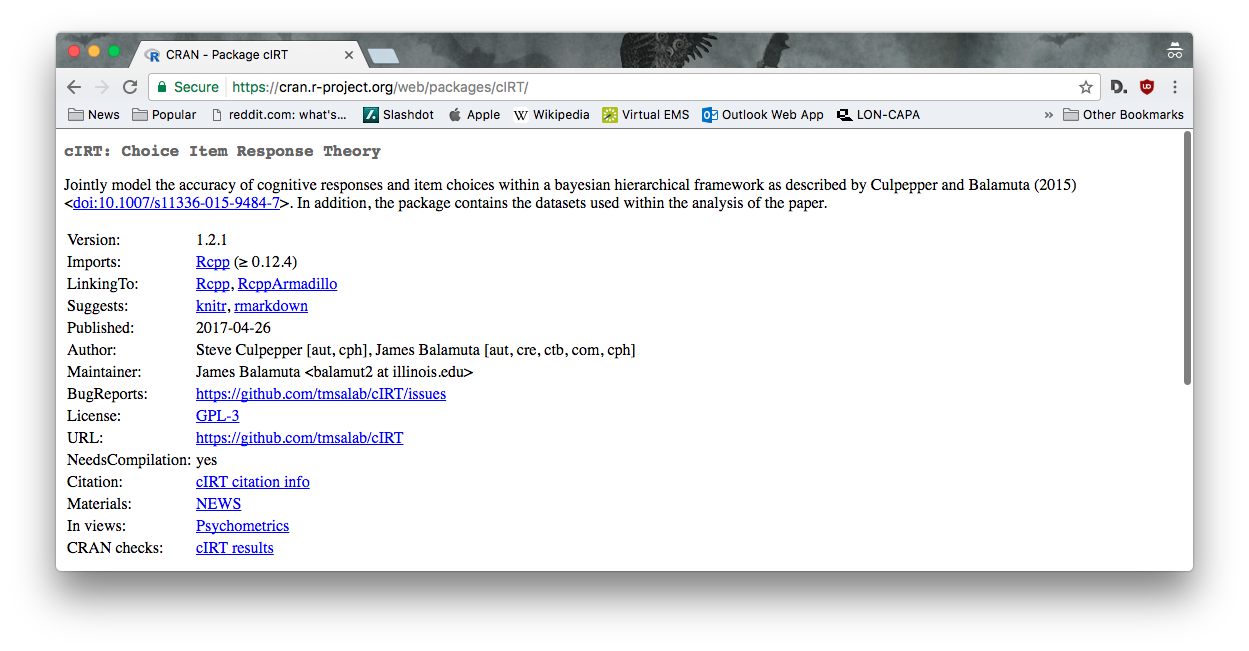 CRAN - Package cIRT
Secure https://cran.r-project.org/web/packages/cIRT/
News Popular reddit.com: what's... Slashdot Apple Wikipedia Virtual EMS Outlook Web App LON-CAPA » Other Bookmarks
cIRT: Choice Item Response Theory
Jointly model the accuracy of cognitive responses and item choices within a bayesian hierarchical framework as described by Culpepper and Balamuta (2015)
<doi:10.1007/s11336-015-9484-7>. In addition, the package contains the datasets used within the analysis of the paper.
Version: 1.2.1
Imports: Rcpp (≥ 0.12.4)
LinkingTo: Rcpp, RcppArmadillo
Suggests: knitr, rmarkdown
Published: 2017-04-26
Author: Steve Culpepper [aut, cph], James Balamuta [aut, cre, ctb, com, cph]
Maintainer: James Balamuta <balamut2 at illinois.edu>
BugReports: https://github.com/tmsalab/cIRT/issues
License: GPL-3
URL: https://github.com/tmsalab/cIRT
NeedsCompilation: yes
Citation: cIRT citation info
Materials: NEWS
In views: Psychometrics
CRAN checks: cIRT results